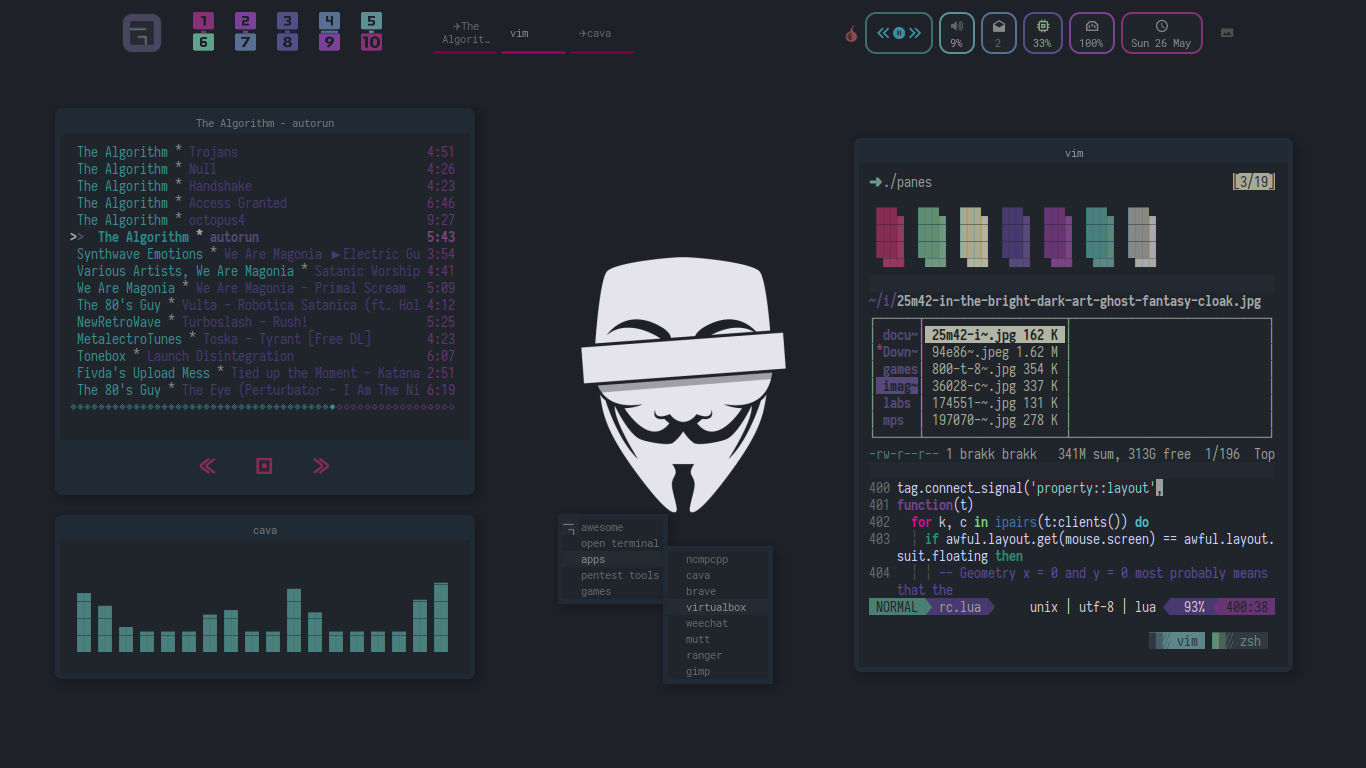 1 2 3 4 5
6 7 8 9 10
✈The Algorit…
vim
✈cava
9%
2
33%
100%
Sun 26 May
The Algorithm - autorun
The Algorithm * Trojans 4:51
The Algorithm * Null 4:26
The Algorithm * Handshake 4:23
The Algorithm * Access Granted 6:46
The Algorithm * octopus4 9:27
>> The Algorithm * autorun 5:43
Synthwave Emotions * We Are Magonia ▶Electric Gu 3:54
Various Artists, We Are Magonia * Satanic Worship 4:41
We Are Magonia * We Are Magonia - Primal Scream 5:09
The 80's Guy * Vulta - Robotica Satanica (ft. Hol 4:12
NewRetroWave * Turboslash - Rush! 5:25
MetalectroTunes * Toska - Tyrant [Free DL] 4:23
Tonebox * Launch Disintegration 6:07
Fivda's Upload Mess * Tied up the Moment - Katana 2:51
The 80's Guy * The Eye (Perturbator - I Am The Ni 6:19
cava
awesome
open terminal
apps
pentest tools
games
ncmpcpp
cava
brave
virtualbox
weechat
mutt
ranger
gimp
vim
➜./panes [3/19]
~/i/25m42-in-the-bright-dark-art-ghost-fantasy-cloak.jpg
docu~ 25m42-i~.jpg 162 K
*Down~ 94e86~.jpeg 1.62 M
games 800-t-8~.jpg 354 K
imag~ 36028-c~.jpg 337 K
labs 174551-~.jpg 131 K
mps 197070-~.jpg 278 K
-rw-r--r-- 1 brakk brakk 341M sum, 313G free 1/196 Top
400 tag.connect_signal('property::layout',
401 function(t)
402 for k, c in ipairs(t:clients()) do
403 if awful.layout.get(mouse.screen) == awful.layout.
suit.floating then
404 -- Geometry x = 0 and y = 0 most probably means
that the
NORMAL rc.lua unix | utf-8 | lua 93% 400:38
vim zsh